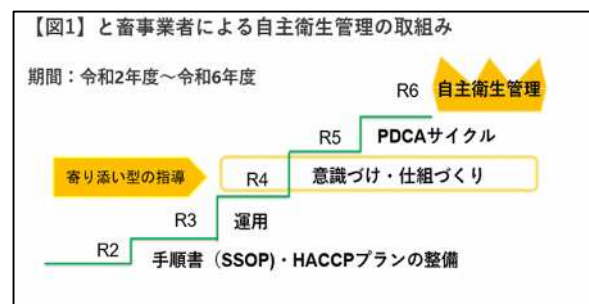 【図1】と畜事業者による自主衛生管理の取組み
期間：令和2年度～令和6年度
R6 自主衛生管理
R5 PDCAサイクル
寄り添い型の指導 R4 意識づけ・仕組づくり
R3 運用
R2 手順書（SSOP)・HACCPプランの整備